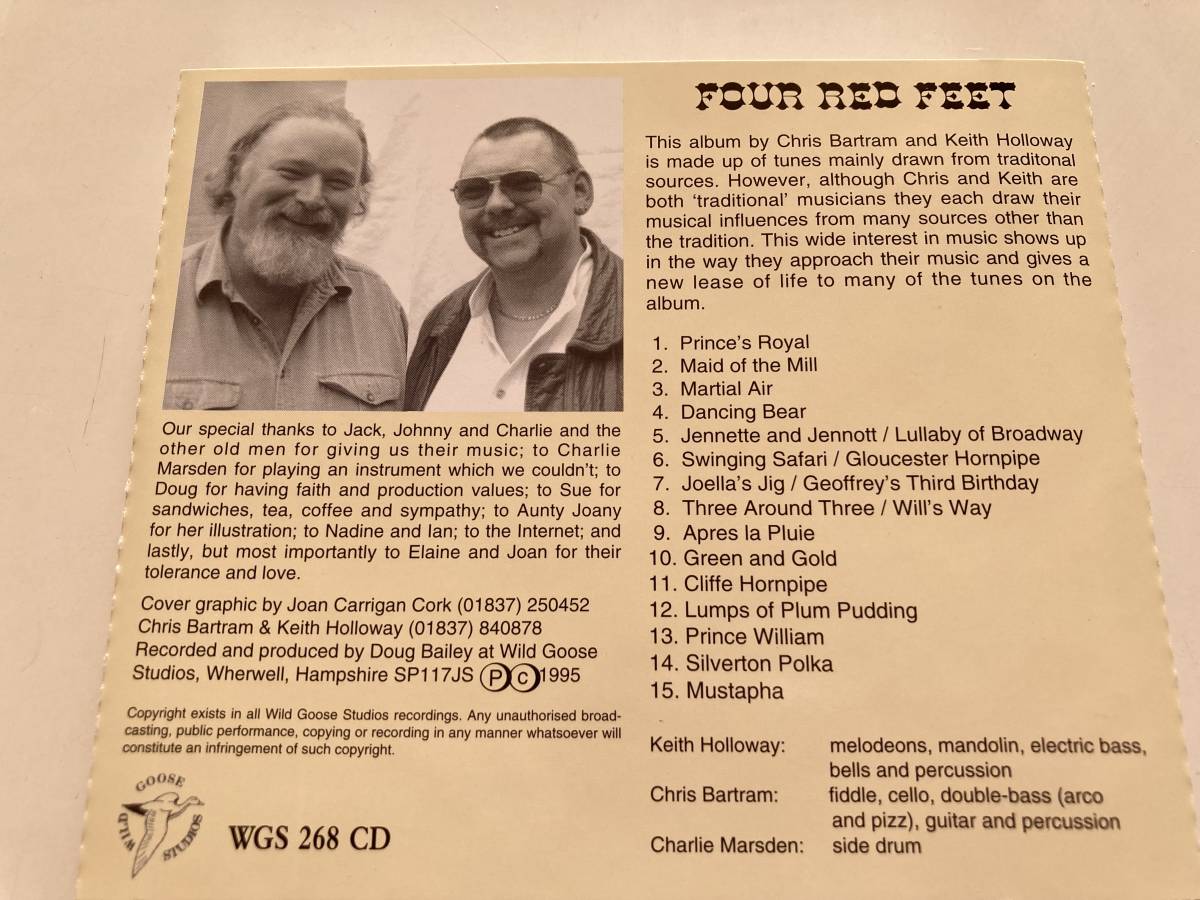 FOUR RED FEET
This album by Chris Bartram and Keith Holloway
is made up of tunes mainly drawn from traditonal
sources. However, although Chris and Keith are
both ‘traditional’ musicians they each draw their
musical influences from many sources other than
the tradition. This wide interest in music shows up
in the way they approach their music and gives a
new lease of life to many of the tunes on the
album.
1. Prince's Royal
2. Maid of the Mill
3. Martial Air
4. Dancing Bear
5. Jennette and Jennott / Lullaby of Broadway
6. Swinging Safari / Gloucester Hornpipe
7. Joella's Jig / Geoffrey's Third Birthday
8. Three Around Three / Will's Way
9. Apres la Pluie
10. Green and Gold
11. Cliffe Hornpipe
12. Lumps of Plum Pudding
13. Prince William
14. Silverton Polka
15. Mustapha
Keith Holloway: melodeons, mandolin, electric bass,
bells and percussion
Chris Bartram: fiddle, cello, double-bass (arco
and pizz), guitar and percussion
Charlie Marsden: side drum
Our special thanks to Jack, Johnny and Charlie and the
other old men for giving us their music; to Charlie
Marsden for playing an instrument which we couldn't; to
Doug for having faith and production values; to Sue for
sandwiches, tea, coffee and sympathy; to Aunty Joany
for her illustration; to Nadine and Ian; to the Internet; and
lastly, but most importantly to Elaine and Joan for their
tolerance and love.
Cover graphic by Joan Carrigan Cork (01837) 250452
Chris Bartram & Keith Holloway (01837) 840878
Recorded and produced by Doug Bailey at Wild Goose
Studios, Wherwell, Hampshire SP117JS Ⓟ©1995
Copyright exists in all Wild Goose Studios recordings. Any unauthorised broad-
casting, public performance, copying or recording in any manner whatsoever will
constitute an infringement of such copyright.
WILD GOOSE STUDIOS
WGS 268 CD